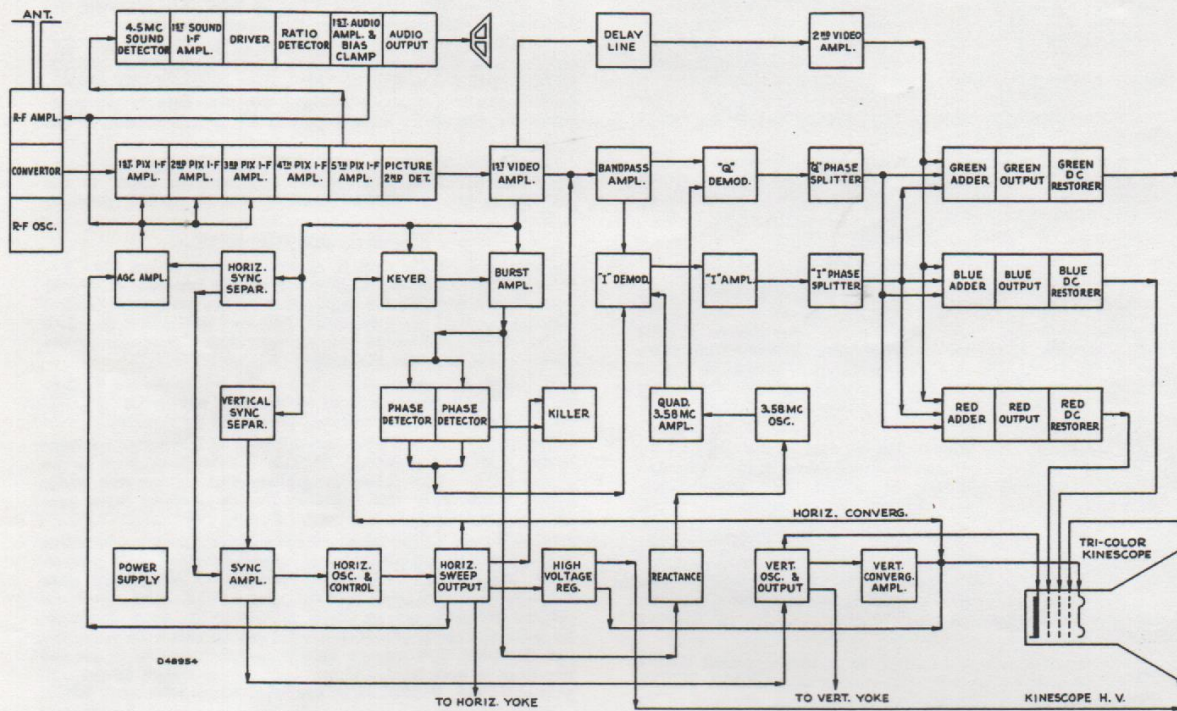 ANT.
4.5MC SOUND DETECTOR
1ST SOUND I-F AMPL.
DRIVER
RATIO DETECTOR
1ST AUDIO AMPL. & BIAS CLAMP
AUDIO OUTPUT
DELAY LINE
2ND VIDEO AMPL.
R-F AMPL.
CONVERTOR
R-F OSC.
1ST PIX I-F AMPL.
2ND PIX I-F AMPL.
3RD PIX I-F AMPL.
4TH PIX I-F AMPL.
5TH PIX I-F AMPL.
PICTURE 2ND DET.
1ST VIDEO AMPL.
BANDPASS AMPL.
"Q" DEMOD.
"Q" PHASE SPLITTER
GREEN ADDER
GREEN OUTPUT
GREEN DC RESTORER
AGC AMPL.
HORIZ. SYNC SEPAR.
KEYER
BURST AMPL.
"I" DEMOD.
"I" AMPL.
"I" PHASE SPLITTER
BLUE ADDER
BLUE OUTPUT
BLUE DC RESTORER
VERTICAL SYNC SEPAR.
PHASE DETECTOR
PHASE DETECTOR
KILLER
QUAD. 3.58 MC AMPL.
3.58 MC OSC.
RED ADDER
RED OUTPUT
RED DC RESTORER
HORIZ. CONVERG.
POWER SUPPLY
SYNC AMPL.
HORIZ. OSC. & CONTROL
HORIZ. SWEEP OUTPUT
HIGH VOLTAGE REG.
REACTANCE
VERT. OSC. & OUTPUT
VERT. CONVERG. AMPL.
TRI-COLOR KINESCOPE
D48954
TO HORIZ. YOKE
TO VERT. YOKE
KINESCOPE H. V.